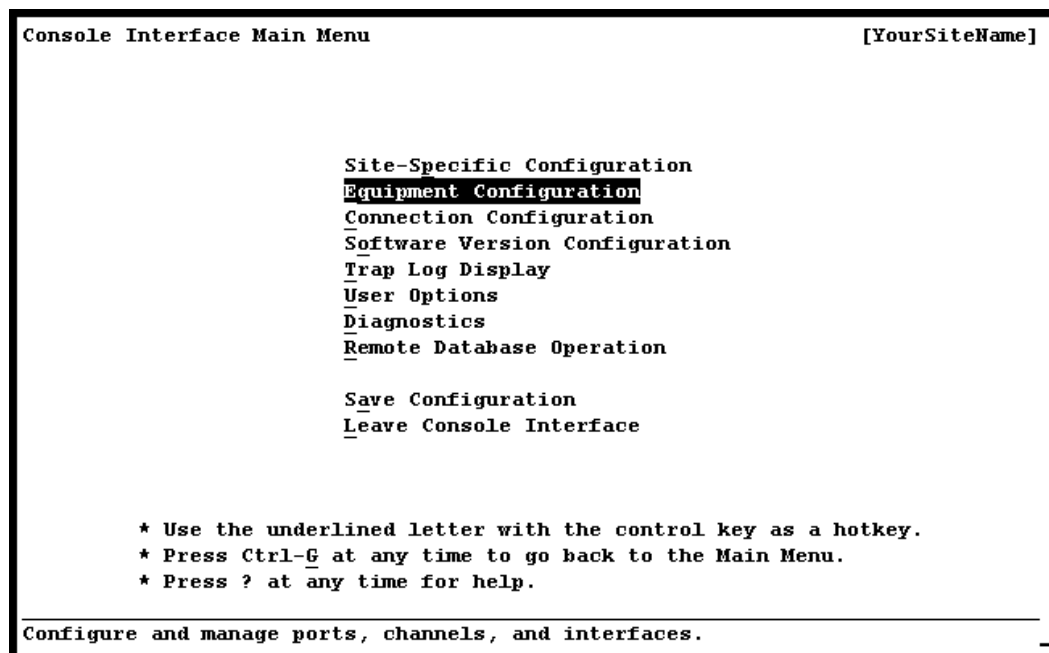 Console Interface Main Menu [YourSiteName]
Site-Specific Configuration
Equipment Configuration
Connection Configuration
Software Version Configuration
Trap Log Display
User Options
Diagnostics
Remote Database Operation
Save Configuration
Leave Console Interface
* Use the underlined letter with the control key as a hotkey.
* Press Ctrl-G at any time to go back to the Main Menu.
* Press ? at any time for help.
Configure and manage ports, channels, and interfaces.